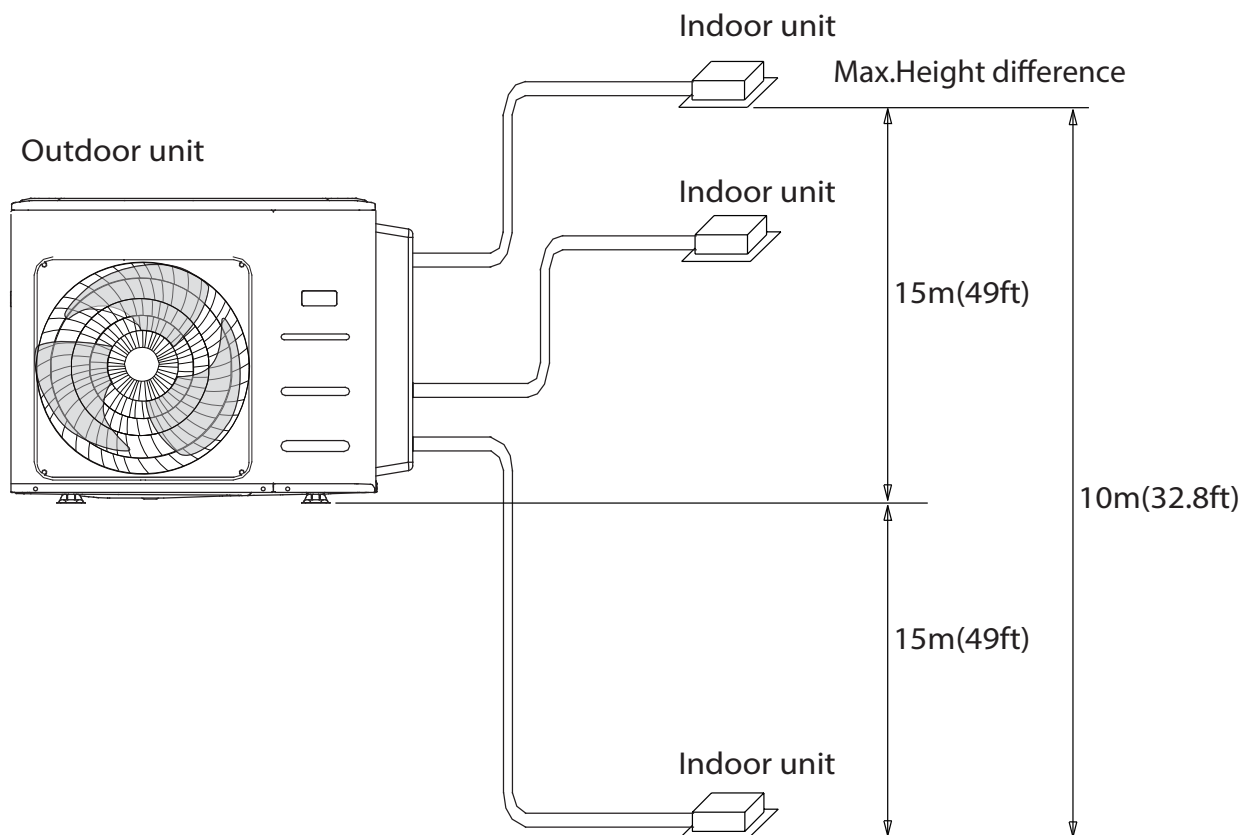 Indoor unit
Max.Height difference
Outdoor unit
Indoor unit
15m(49ft)
10m(32.8ft)
15m(49ft)
Indoor unit